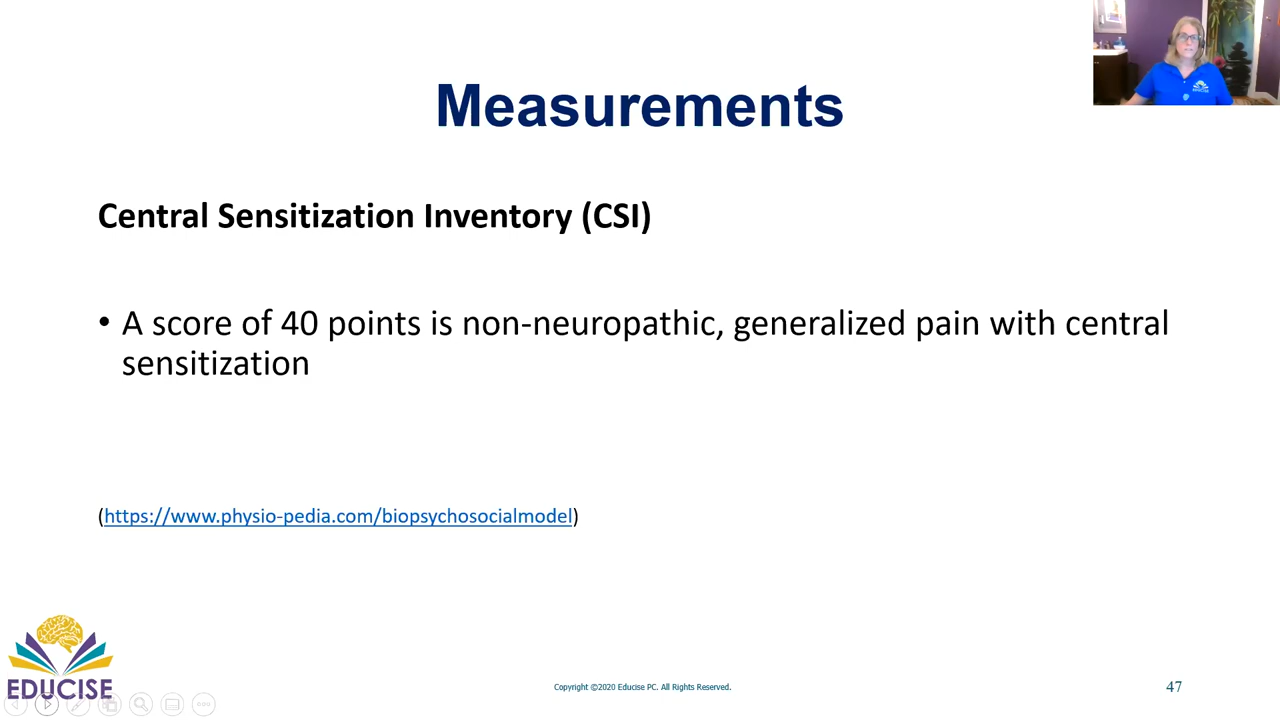 Measurements
Central Sensitization Inventory (CSI)
• A score of 40 points is non-neuropathic, generalized pain with central
sensitization
(https://www.physio-pedia.com/biopsychosocialmodel)
EDUCISE
Copyright ©2020 Educise PC. All Rights Reserved.
47
EDUCISE